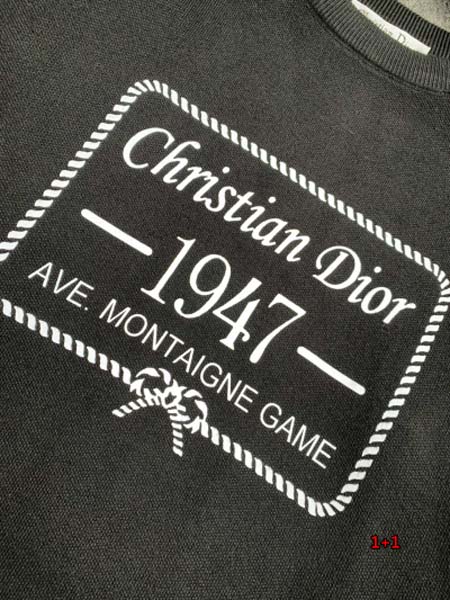 Christian Dior
1947
AVE. MONTAIGNE GAME
1+1